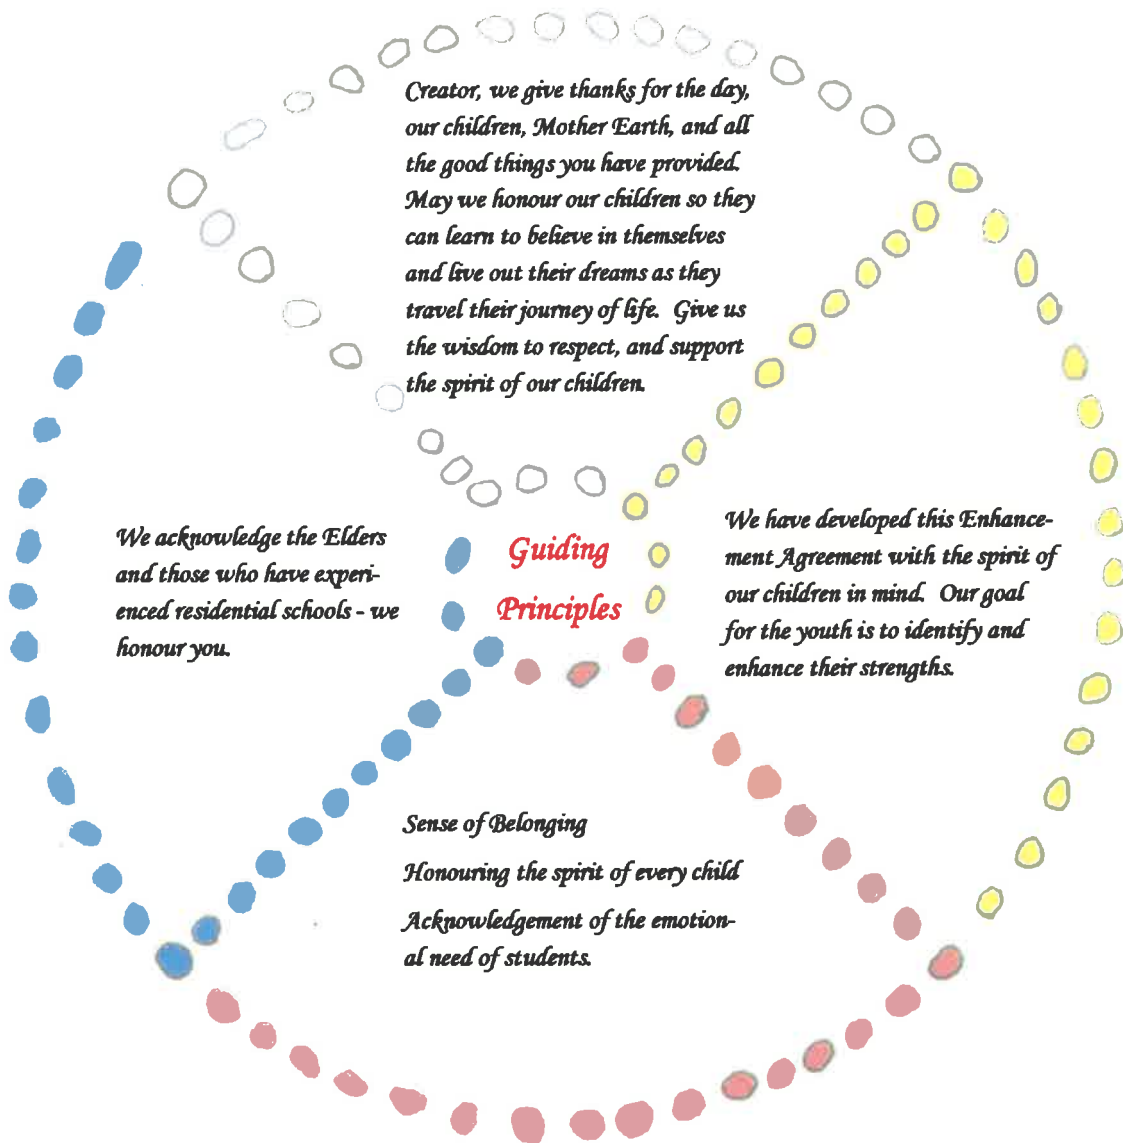 Creator, we give thanks for the day,
our children, Mother Earth, and all
the good things you have provided.
May we honour our children so they
can learn to believe in themselves
and live out their dreams as they
travel their journey of life.  Give us
the wisdom to respect, and support
the spirit of our children.
We acknowledge the Elders
and those who have experi-
enced residential schools - we
honour you.
Guiding
Principles
We have developed this Enhance-
ment Agreement with the spirit of
our children in mind.  Our goal
for the youth is to identify and
enhance their strengths.
Sense of Belonging
Honouring the spirit of every child
Acknowledgement of the emotion-
al need of students.